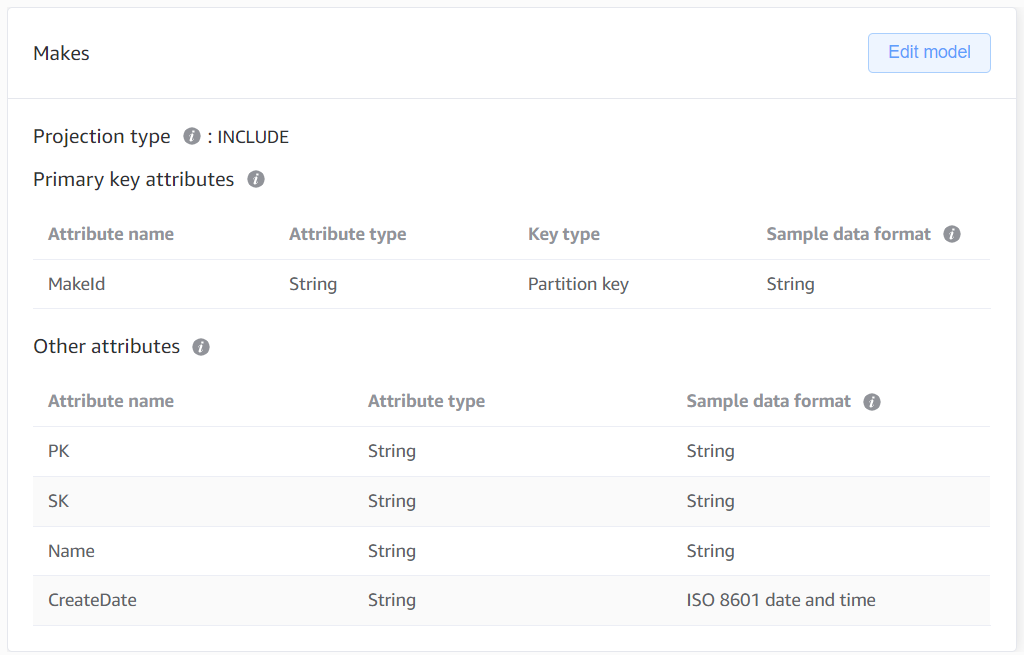 Makes
Edit model
Projection type i : INCLUDE
Primary key attributes i
Attribute name Attribute type Key type Sample data format i
MakeId String Partition key String
Other attributes i
Attribute name Attribute type Sample data format i
PK String String
SK String String
Name String String
CreateDate String ISO 8601 date and time